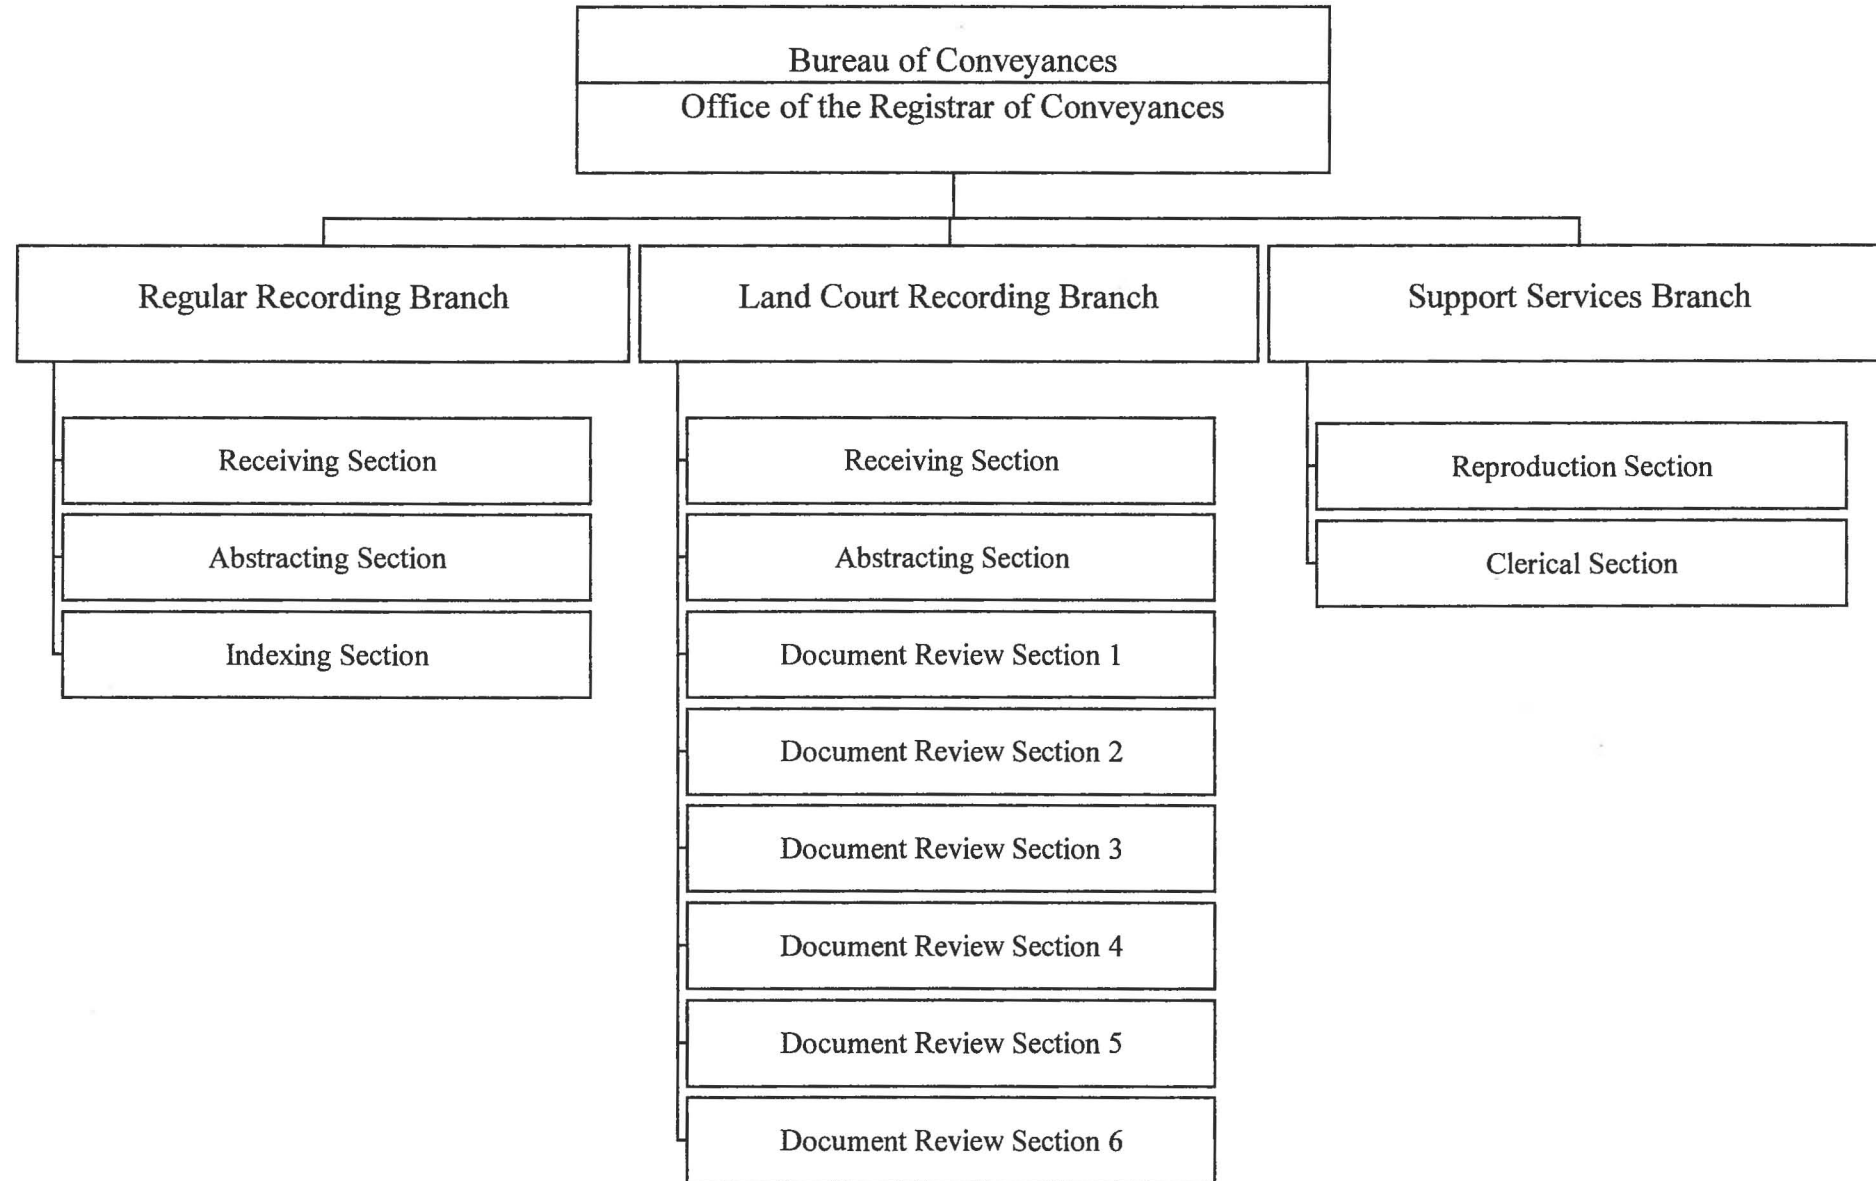 Bureau of Conveyances
Office of the Registrar of Conveyances
Regular Recording Branch
Land Court Recording Branch
Support Services Branch
Receiving Section
Abstracting Section
Indexing Section
Receiving Section
Abstracting Section
Document Review Section 1
Document Review Section 2
Document Review Section 3
Document Review Section 4
Document Review Section 5
Document Review Section 6
Reproduction Section
Clerical Section